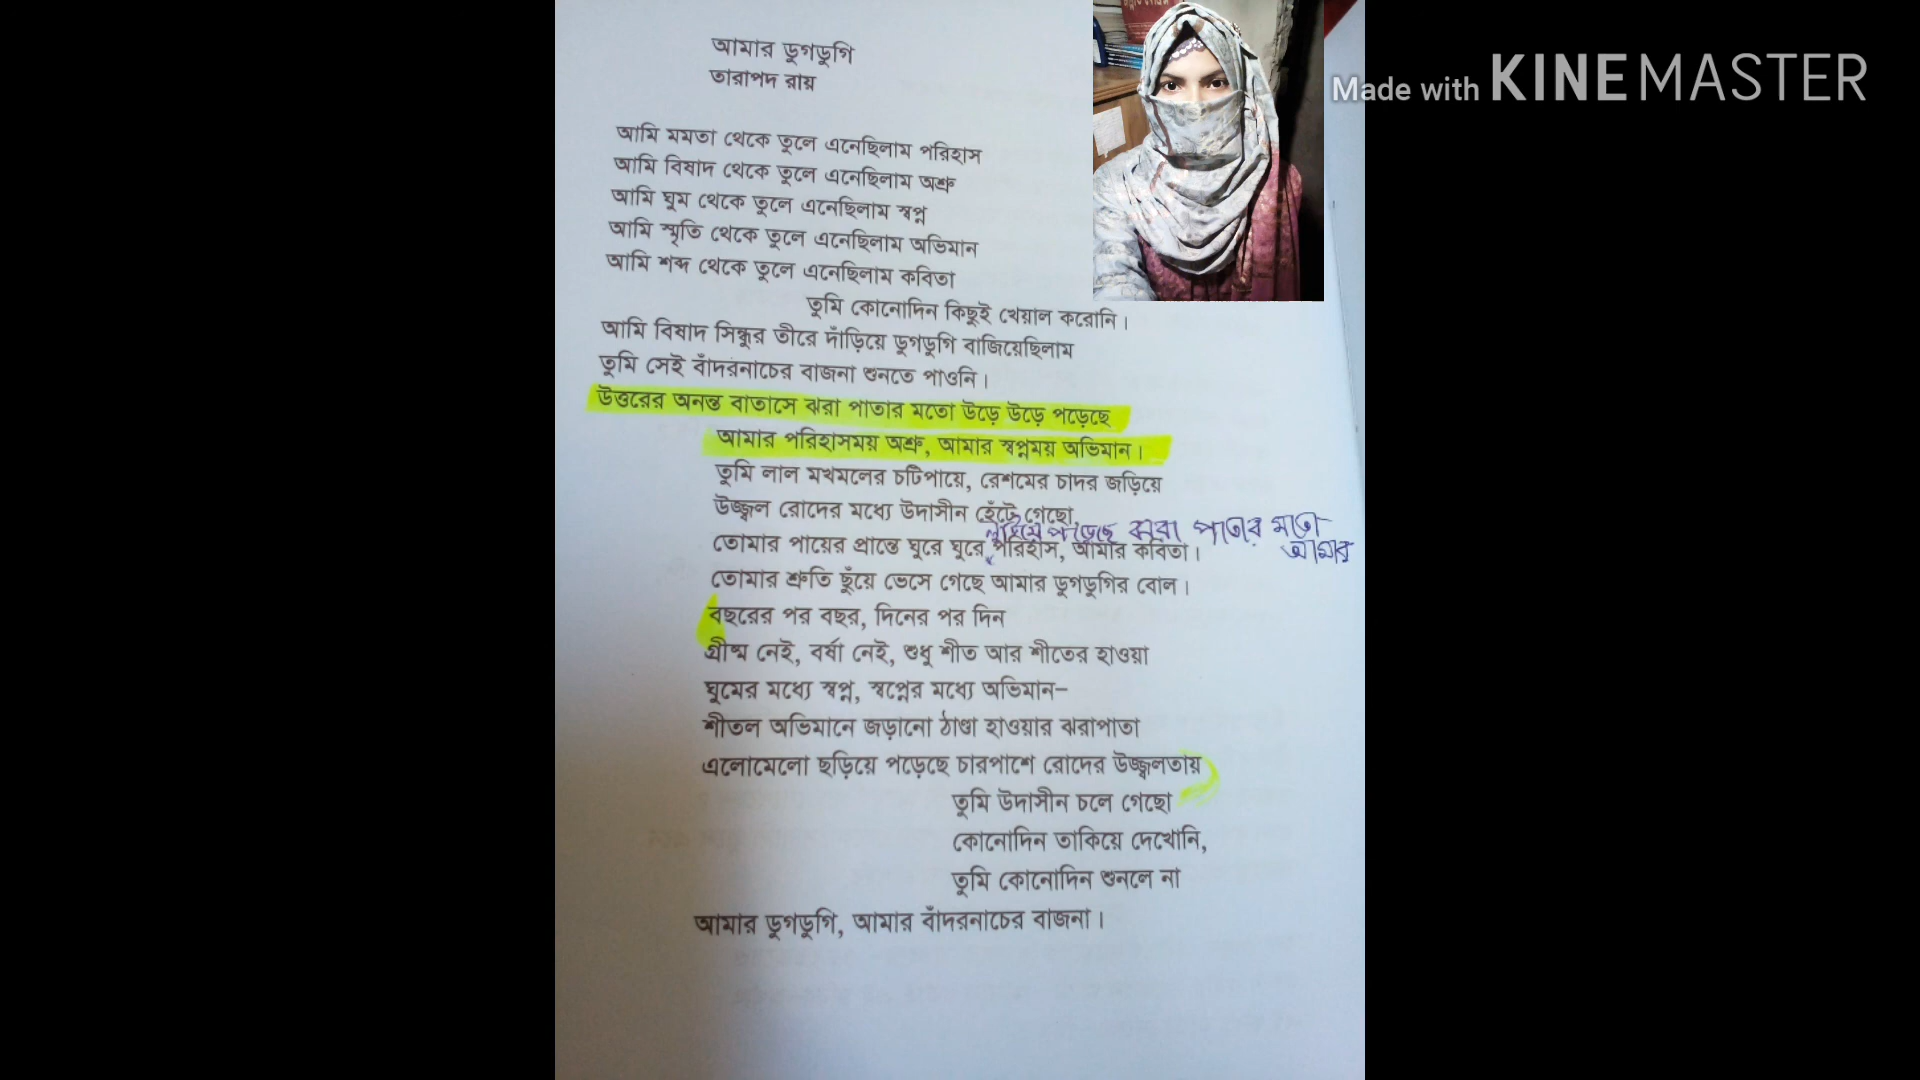 আমার ডুগডুগি
তারাপদ রায়
Made with KINEMASTER
আমি মমতা থেকে তুলে এনেছিলাম পরিহাস
আমি বিষাদ থেকে তুলে এনেছিলাম অশ্রু
আমি ঘুম থেকে তুলে এনেছিলাম স্বপ্ন
আমি স্মৃতি থেকে তুলে এনেছিলাম অভিমান
আমি শব্দ থেকে তুলে এনেছিলাম কবিতা
তুমি কোনোদিন কিছুই খেয়াল করোনি।
আমি বিষাদ সিন্ধুর তীরে দাঁড়িয়ে ডুগডুগি বাজিয়েছিলাম
তুমি সেই বাঁদরনাচের বাজনা শুনতে পাওনি।
উত্তরের অনন্ত বাতাসে ঝরা পাতার মতো উড়ে উড়ে পড়েছে
আমার পরিহাসময় অশ্রু, আমার স্বপ্নময় অভিমান।
তুমি লাল মখমলের চটিপায়ে, রেশমের চাদর জড়িয়ে
উজ্জ্বল রোদের মধ্যে উদাসীন হেঁটে গেছো,
লুটিয়ে পড়েছে ঝরা পাতার মতো
আমার
তোমার পায়ের প্রান্তে ঘুরে ঘুরে পরিহাস, আমার কবিতা।
তোমার শ্রুতি ছুঁয়ে ভেসে গেছে আমার ডুগডুগির বোল।
বছরের পর বছর, দিনের পর দিন
গ্রীষ্ম নেই, বর্ষা নেই, শুধু শীত আর শীতের হাওয়া
ঘুমের মধ্যে স্বপ্ন, স্বপ্নের মধ্যে অভিমান-
শীতল অভিমানে জড়ানো ঠাণ্ডা হাওয়ার ঝরাপাতা
এলোমেলো ছড়িয়ে পড়েছে চারপাশে রোদের উজ্জ্বলতায়
তুমি উদাসীন চলে গেছো
কোনোদিন তাকিয়ে দেখোনি,
তুমি কোনোদিন শুনলে না
আমার ডুগডুগি, আমার বাঁদরনাচের বাজনা।